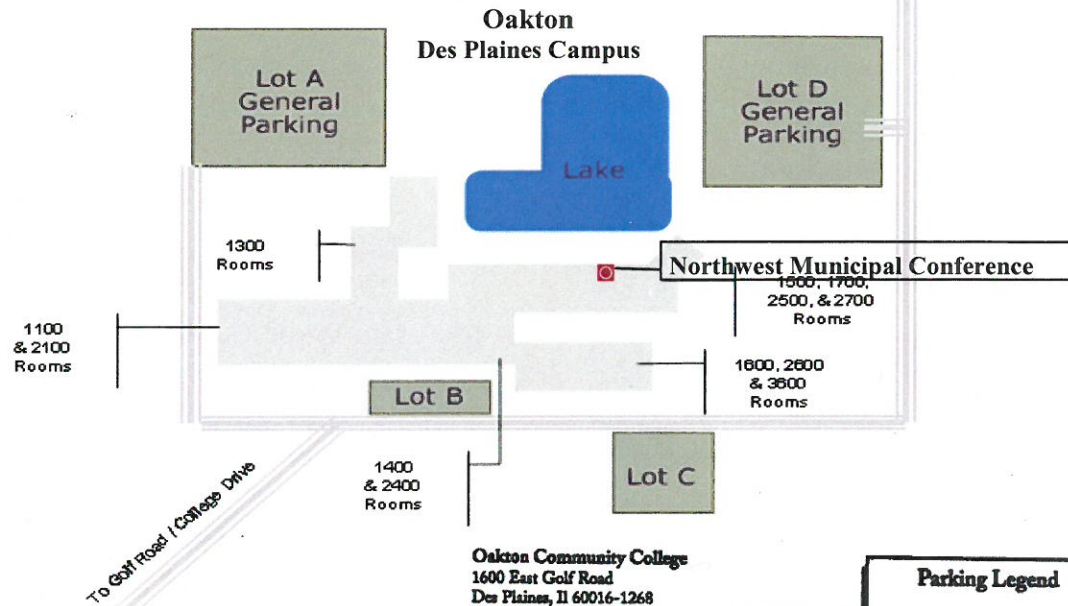 Oakton
Des Plaines Campus
Lot A
General
Parking
Lot D
General
Parking
Lake
1300
Rooms
Northwest Municipal Conference
1500, 1700,
2500, & 2700
Rooms
1100
& 2100
Rooms
1600, 2600
& 3600
Rooms
Lot B
1400
& 2400
Rooms
Lot C
To Golf Road / College Drive
Oakton Community College
1600 East Golf Road
Des Plaines, Il 60016-1268
Parking Legend